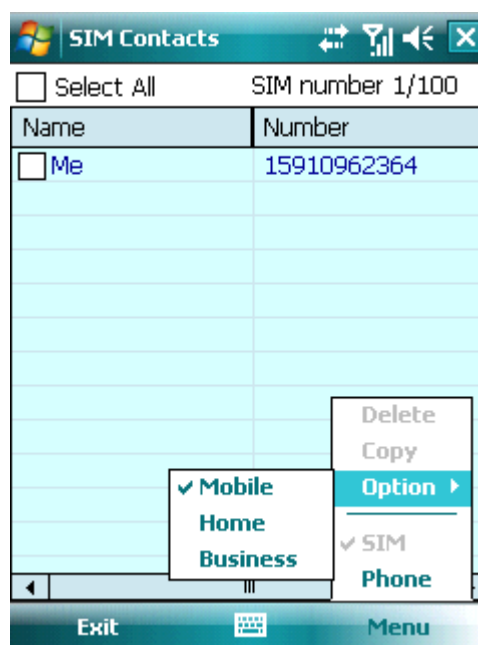 SIM Contacts
Select All SIM number 1/100
Name Number
Me 15910962364
Delete
Copy
Option
Mobile
Home
Business
SIM
Phone
Exit Menu